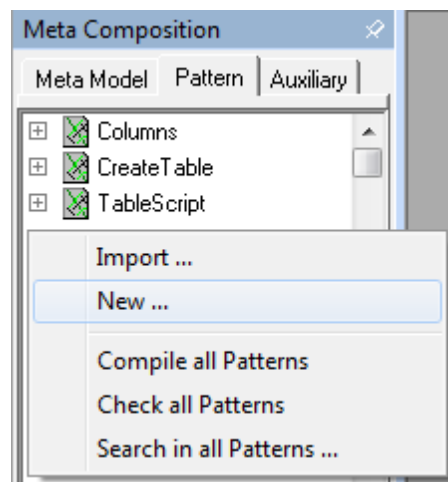 Meta Composition
Meta Model Pattern Auxiliary
Columns
CreateTable
TableScript
Import ...
New ...
Compile all Patterns
Check all Patterns
Search in all Patterns ...